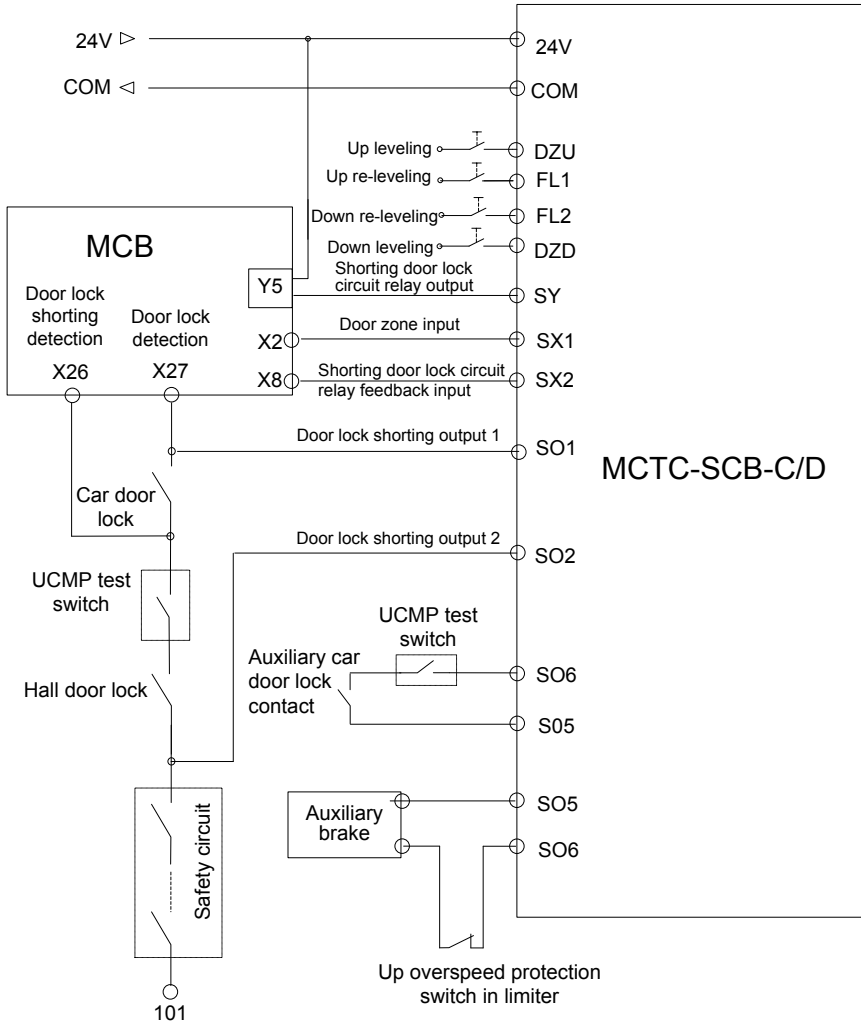 24V
24V
COM
COM
Up leveling
DZU
Up re-leveling
FL1
Down re-leveling
FL2
Down leveling
DZD
MCB
Shorting door lock
circuit relay output
Y5
SY
Door lock
shorting
detection
Door lock
detection
Door zone input
X2
SX1
X26
X27
X8
Shorting door lock circuit
relay feedback input
SX2
Door lock shorting output 1
SO1
MCTC-SCB-C/D
Car door
lock
Door lock shorting output 2
SO2
UCMP test
switch
UCMP test
switch
Auxiliary car
door lock
contact
SO6
Hall door lock
S05
Auxiliary
brake
SO5
SO6
Safety circuit
Up overspeed protection
switch in limiter
101